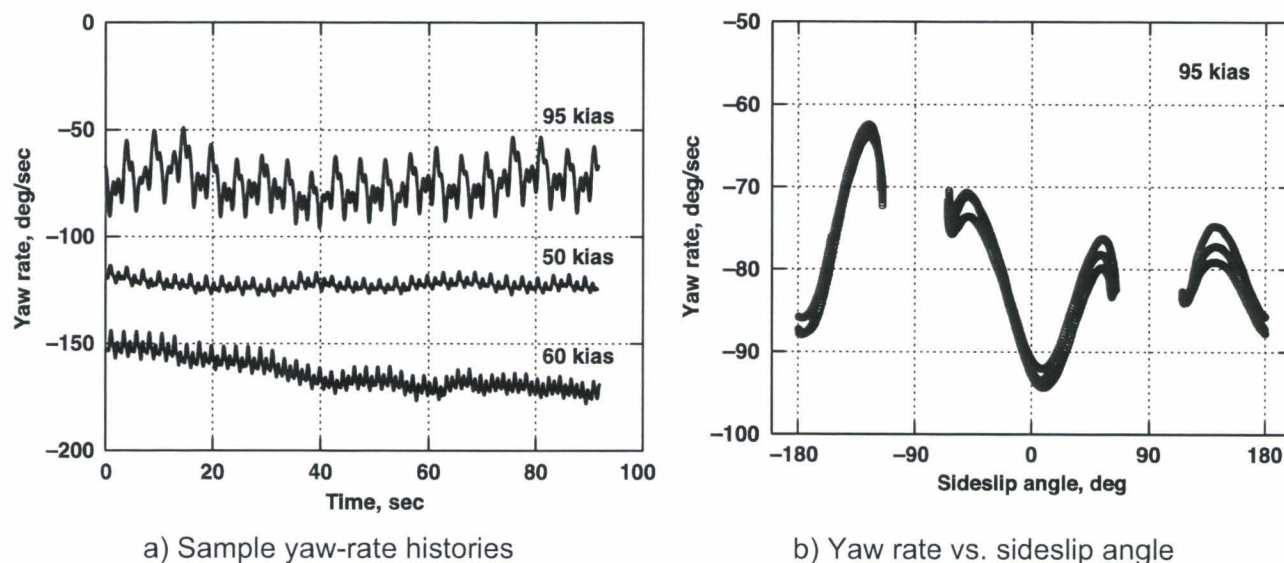 0
−50
−100
−150
−200
Yaw rate, deg/sec
95 kias
50 kias
60 kias
0 20 40 60 80 100
Time, sec
a) Sample yaw-rate histories
−50
−60
−70
−80
−90
−100
Yaw rate, deg/sec
95 kias
−180 −90 0 90 180
Sideslip angle, deg
b) Yaw rate vs. sideslip angle